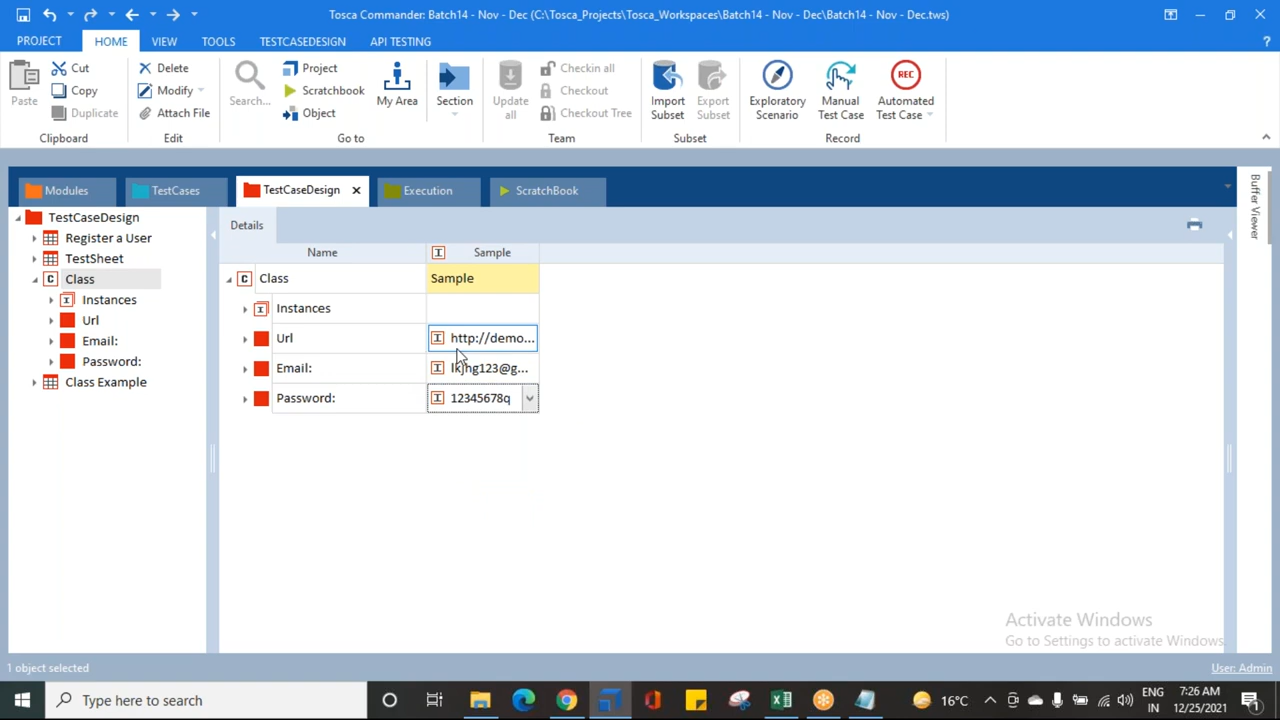 Tosca Commander: Batch14 - Nov - Dec (C:\Tosca_Projects\Tosca_Workspaces\Batch14 - Nov - Dec\Batch14 - Nov - Dec.tws)
PROJECT HOME VIEW TOOLS TESTCASEDESIGN API TESTING ?
Paste
Cut
Copy
Duplicate
Clipboard
Delete
Modify
Attach File
Edit
Search...
Project
Scratchbook
Object
My Area
Go to
Section
Update all
Checkin all
Checkout
Checkout Tree
Team
Import Subset
Export Subset
Subset
Exploratory Scenario
Manual Test Case
REC
Automated Test Case
Record
Modules TestCases TestCaseDesign Execution ScratchBook
Buffer Viewer
TestCaseDesign
Register a User
TestSheet
C Class
I Instances
Url
Email:
Password:
Class Example
Details
Name I Sample
C Class Sample
I Instances
Url I http://demo...
Email: I
Password: I 12345678q
Activate Windows
Go to Settings to activate Windows.
1 object selected User: Admin
Type here to search
16°C
ENG
IN
7:26 AM
12/25/2021
1